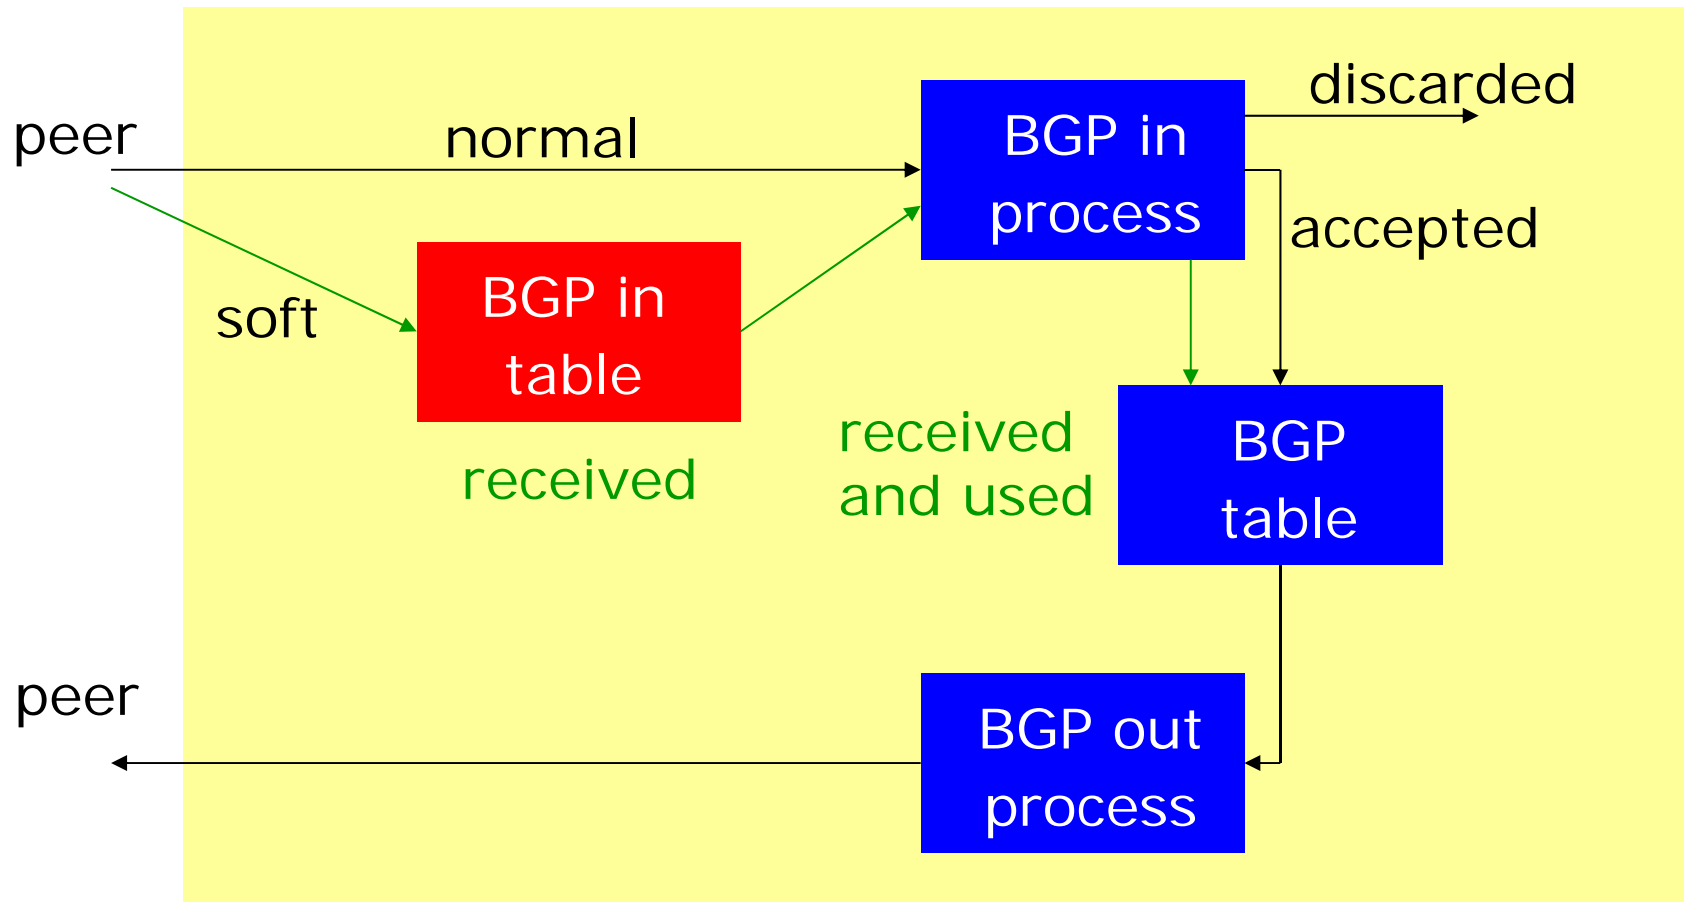 peer
normal
BGP in
process
discarded
accepted
soft
BGP in
table
received
received
and used
BGP
table
peer
BGP out
process